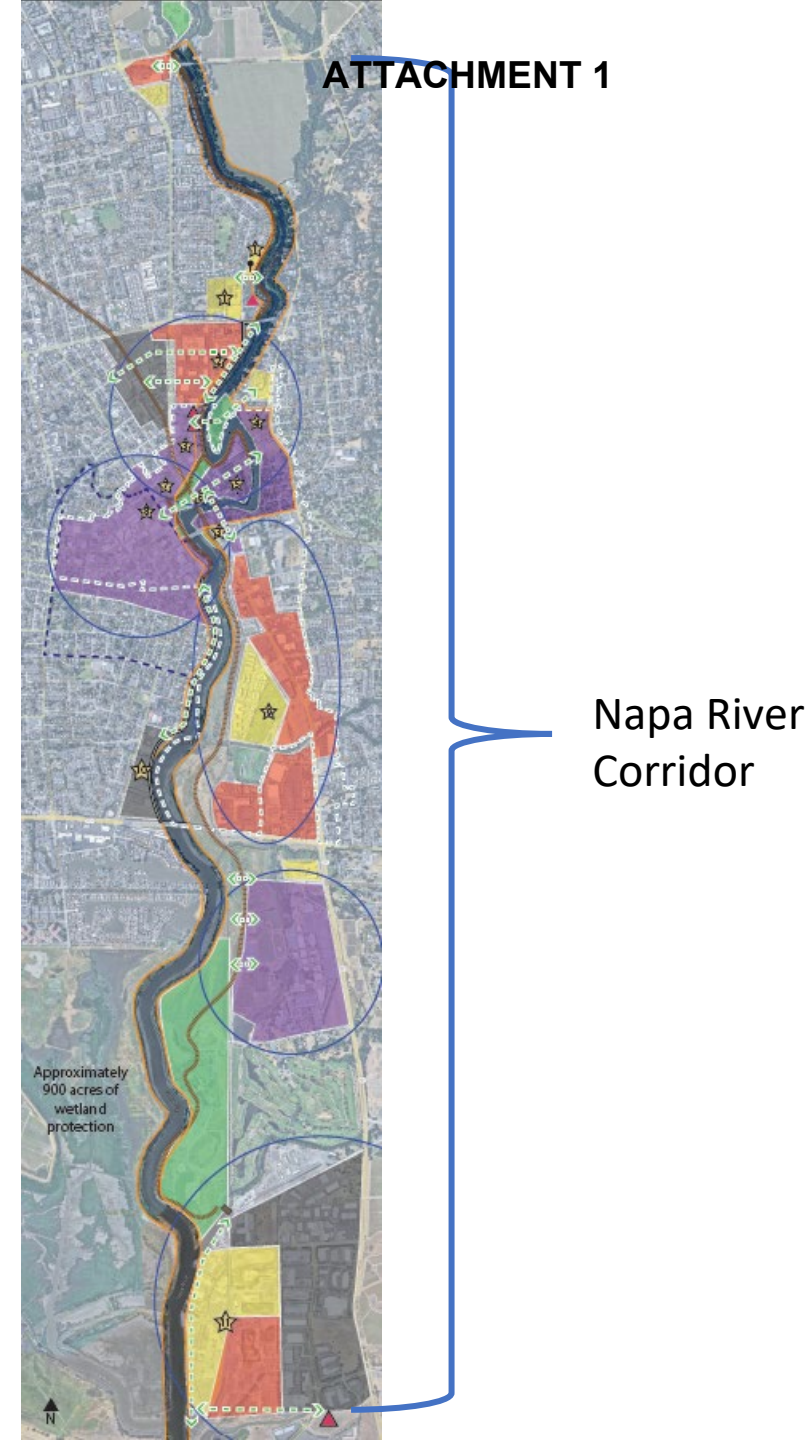 ATTACHMENT 1
Napa River
Corridor
Approximately
900 acres of
wetland
protection
N